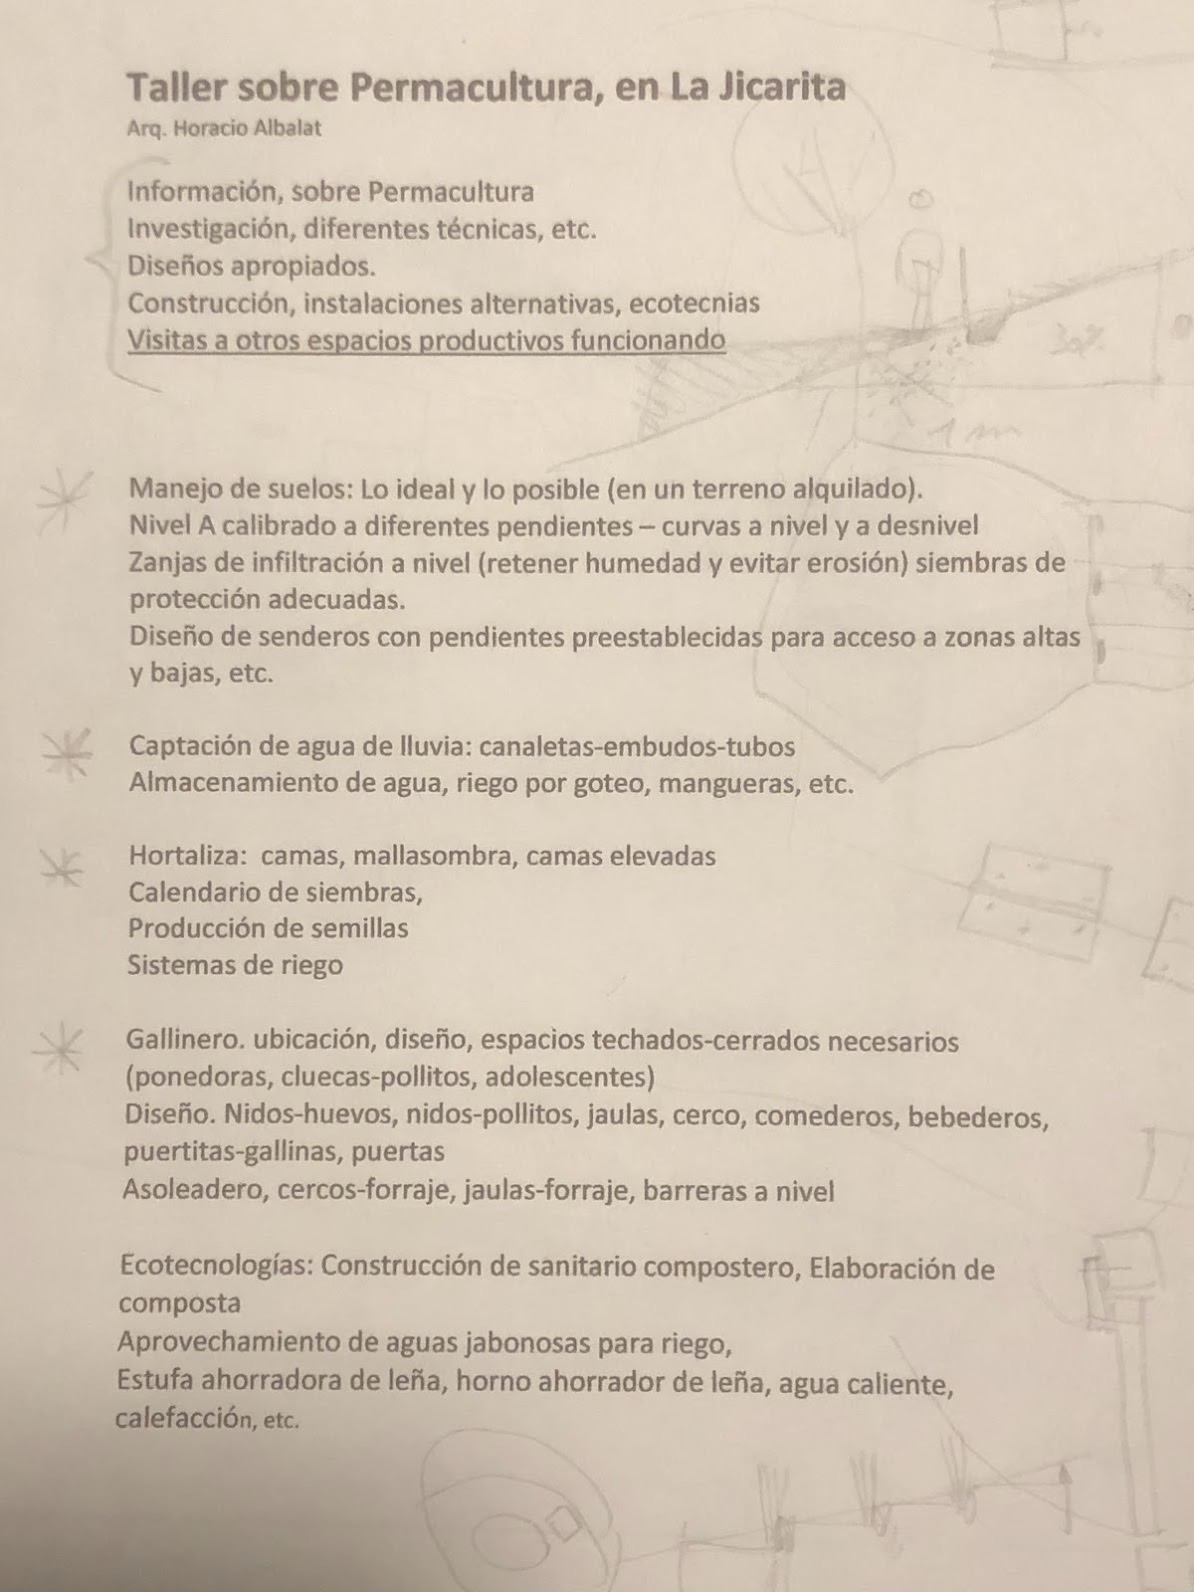 Taller sobre Permacultura, en La Jicarita
Arq. Horacio Albalat
Información, sobre Permacultura
Investigación, diferentes técnicas, etc.
Diseños apropiados.
Construcción, instalaciones alternativas, ecotecnias
Visitas a otros espacios productivos funcionando
30%
1 m
Manejo de suelos: Lo ideal y lo posible (en un terreno alquilado).
Nivel A calibrado a diferentes pendientes – curvas a nivel y a desnivel
Zanjas de infiltración a nivel (retener humedad y evitar erosión) siembras de
protección adecuadas.
Diseño de senderos con pendientes preestablecidas para acceso a zonas altas
y bajas, etc.
Captación de agua de lluvia: canaletas-embudos-tubos
Almacenamiento de agua, riego por goteo, mangueras, etc.
Hortaliza:  camas, mallasombra, camas elevadas
Calendario de siembras,
Producción de semillas
Sistemas de riego
Gallinero. ubicación, diseño, espacios techados-cerrados necesarios
(ponedoras, cluecas-pollitos, adolescentes)
Diseño. Nidos-huevos, nidos-pollitos, jaulas, cerco, comederos, bebederos,
puertitas-gallinas, puertas
Asoleadero, cercos-forraje, jaulas-forraje, barreras a nivel
Ecotecnologías: Construcción de sanitario compostero, Elaboración de
composta
Aprovechamiento de aguas jabonosas para riego,
Estufa ahorradora de leña, horno ahorrador de leña, agua caliente,
calefacción, etc.